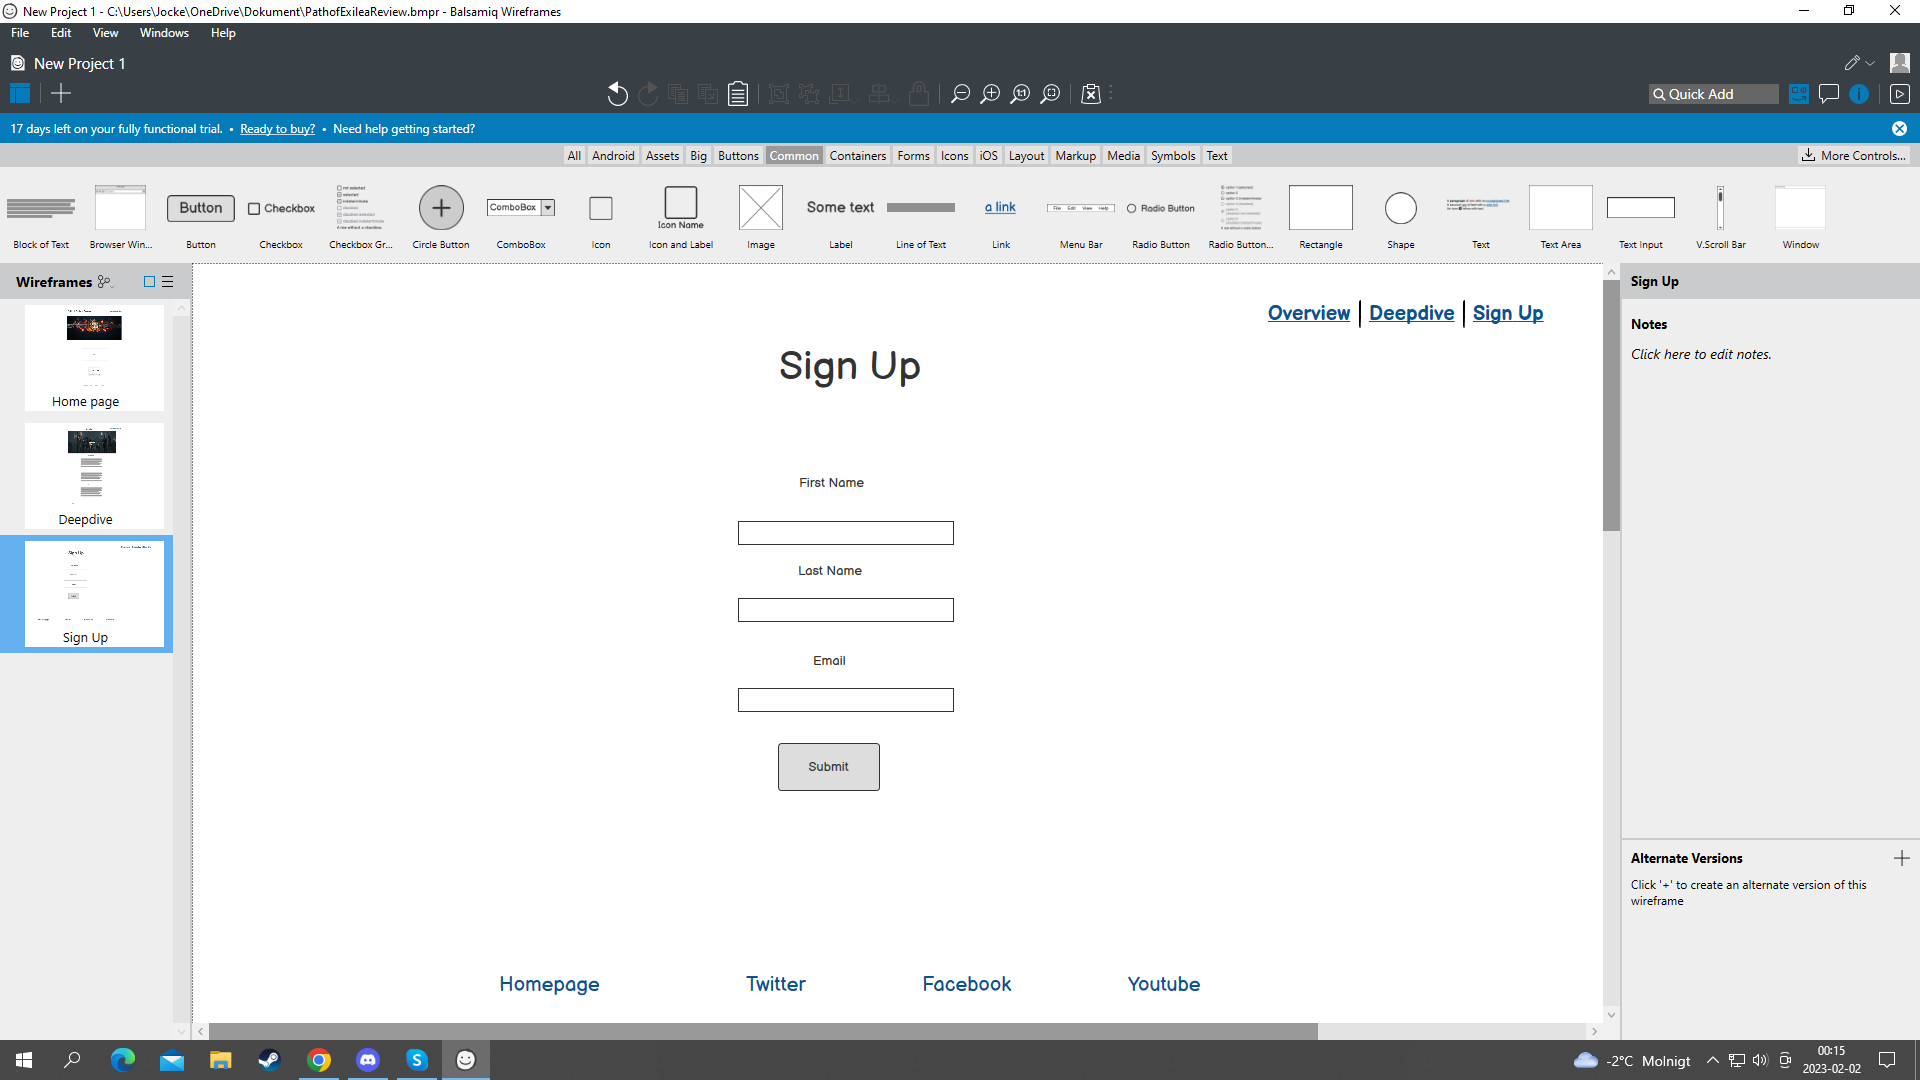 New Project 1 - C:\Users\Jocke\OneDrive\Dokument\PathofExileaReview.bmpr - Balsamiq Wireframes
File Edit View Windows Help
New Project 1
Quick Add
17 days left on your fully functional trial. • Ready to buy? • Need help getting started?
All Android Assets Big Buttons Common Containers Forms Icons iOS Layout Markup Media Symbols Text
More Controls...
Button
Checkbox
ComboBox
Icon Name
Some text
a link
File Edit View Help
Radio Button
Block of Text
Browser Win...
Button
Checkbox
Checkbox Gr...
Circle Button
ComboBox
Icon
Icon and Label
Image
Label
Line of Text
Link
Menu Bar
Radio Button
Radio Button...
Rectangle
Shape
Text
Text Area
Text Input
V.Scroll Bar
Window
Wireframes
Home page
Deepdive
Sign Up
Overview | Deepdive | Sign Up
Sign Up
First Name
Last Name
Email
Submit
Homepage Twitter Facebook Youtube
Sign Up
Notes
Click here to edit notes.
Alternate Versions
Click '+' to create an alternate version of this
wireframe
-2°C Molnigt
00:15
2023-02-02